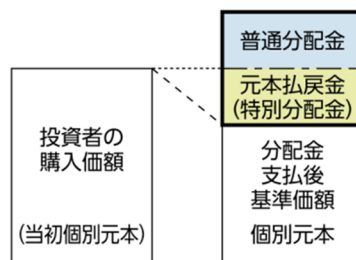 普通分配金
元本払戻金
(特別分配金)
投資者の
購入価額
(当初個別元本)
分配金
支払後
基準価額
個別元本